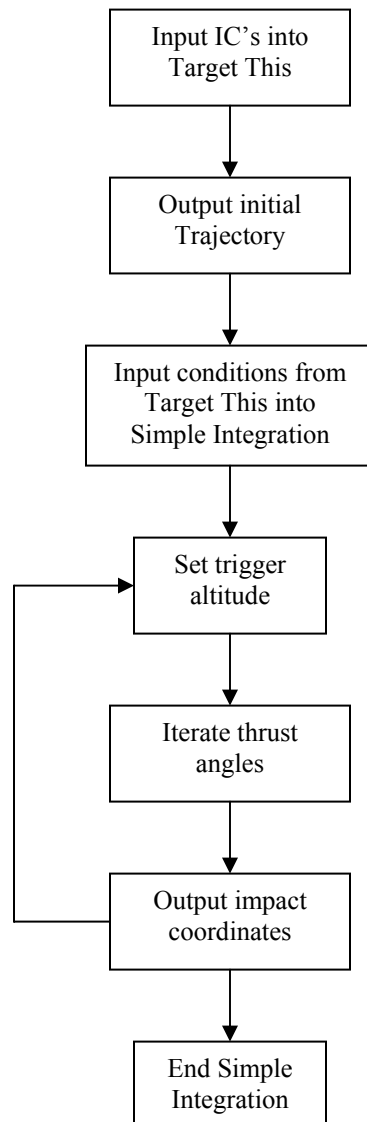 Input IC’s into
Target This
Output initial
Trajectory
Input conditions from
Target This into
Simple Integration
Set trigger
altitude
Iterate thrust
angles
Output impact
coordinates
End Simple
Integration